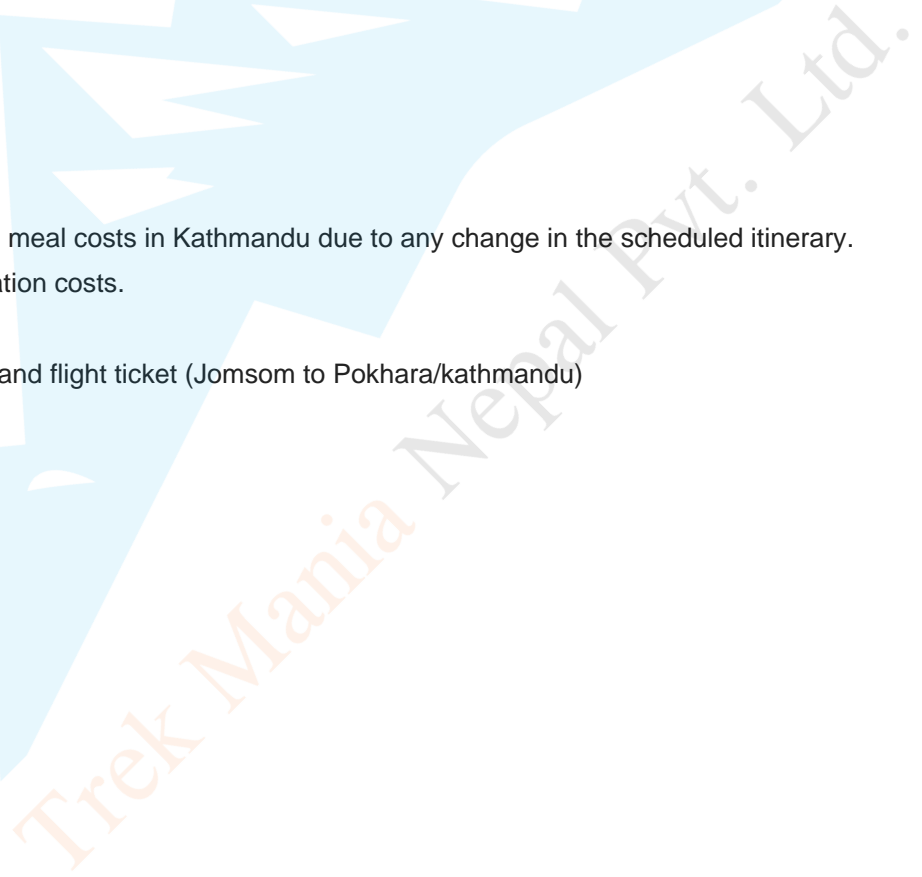 meal costs in Kathmandu due to any change in the scheduled itinerary.
ation costs.
and flight ticket (Jomsom to Pokhara/kathmandu)
Trek Mania Nepal Pvt. Ltd.